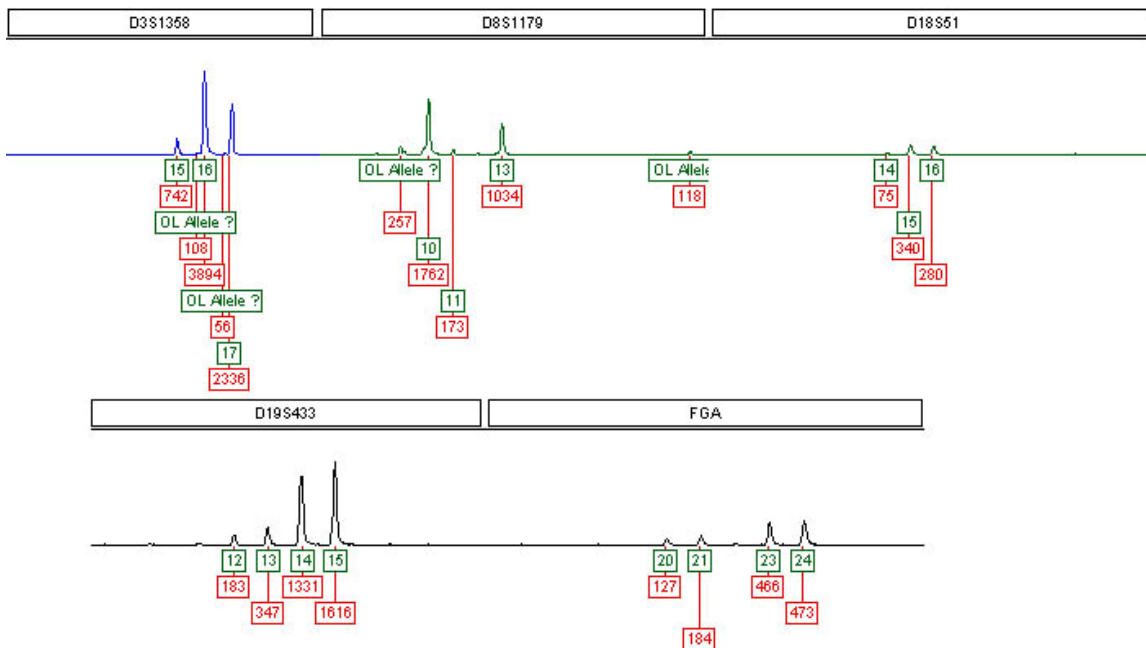 D3S1358 D8S1179 D18S51
15 16 OL Allele ? 13 OL Allele 14 16
742 1034 118 75
OL Allele ? 257 15
108 10 340
3894 1762 280
OL Allele ? 11
56 173
17
2336
D19S433 FGA
12 13 14 15 20 21 23 24
183 1331 127 466
347 1616 473
184